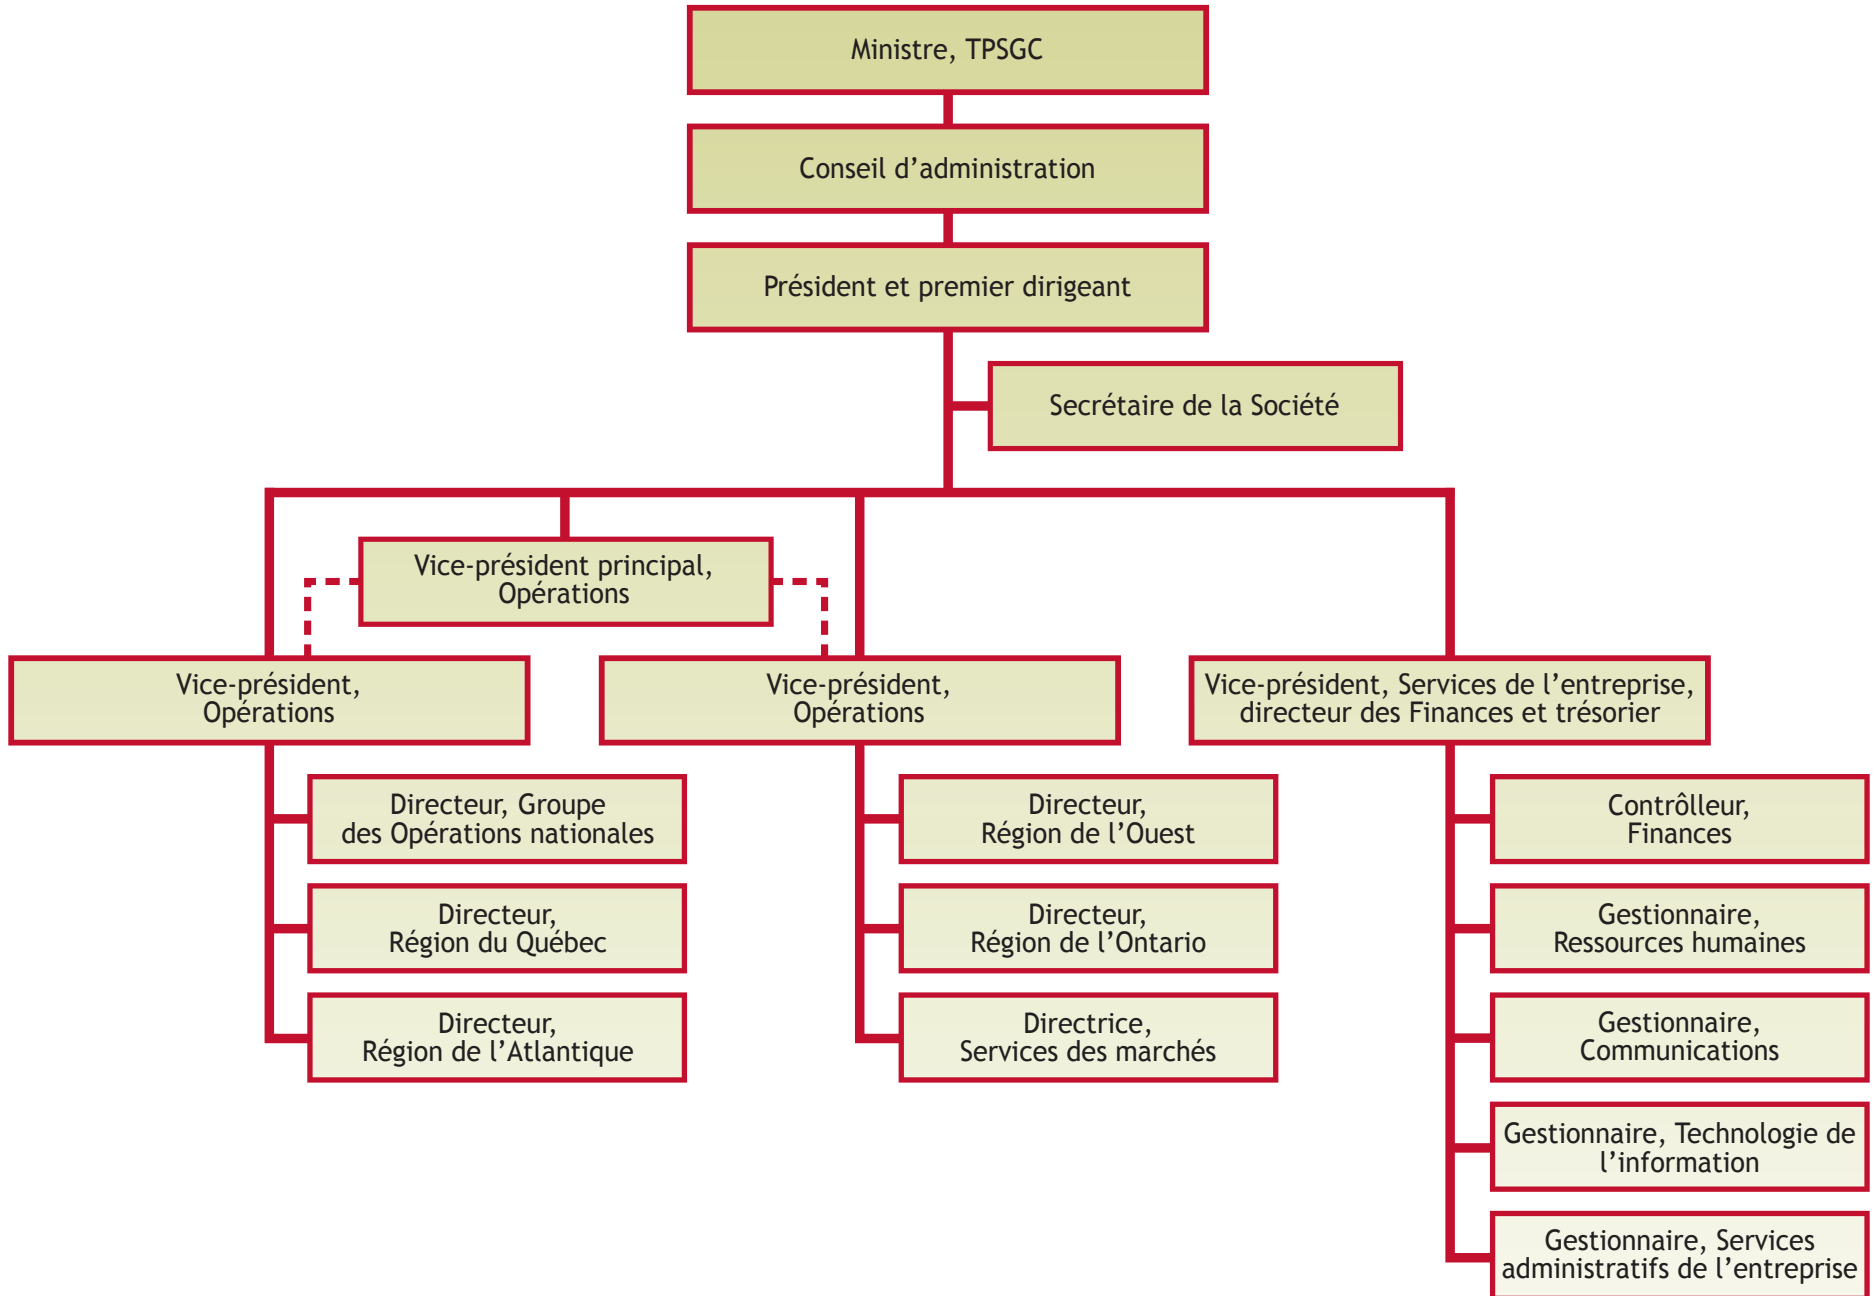 Ministre, TPSGC
Conseil d’administration
Président et premier dirigeant
Secrétaire de la Société
Vice-président principal,
Opérations
Vice-président,
Opérations
Vice-président,
Opérations
Vice-président, Services de l’entreprise,
directeur des Finances et trésorier
Directeur, Groupe
des Opérations nationales
Directeur,
Région du Québec
Directeur,
Région de l’Atlantique
Directeur,
Région de l’Ouest
Directeur,
Région de l’Ontario
Directrice,
Services des marchés
Contrôlleur,
Finances
Gestionnaire,
Ressources humaines
Gestionnaire,
Communications
Gestionnaire, Technologie de
l’information
Gestionnaire, Services
administratifs de l’entreprise